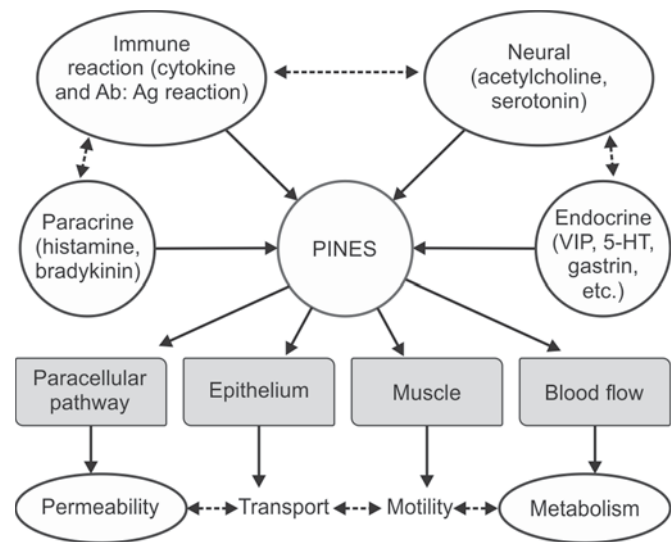 Immune
reaction (cytokine
and Ab: Ag reaction)
Neural
(acetylcholine,
serotonin)
Paracrine
(histamine,
bradykinin)
PINES
Endocrine
(VIP, 5-HT,
gastrin,
etc.)
Paracellular
pathway
Epithelium
Muscle
Blood flow
Permeability
Transport
Motility
Metabolism